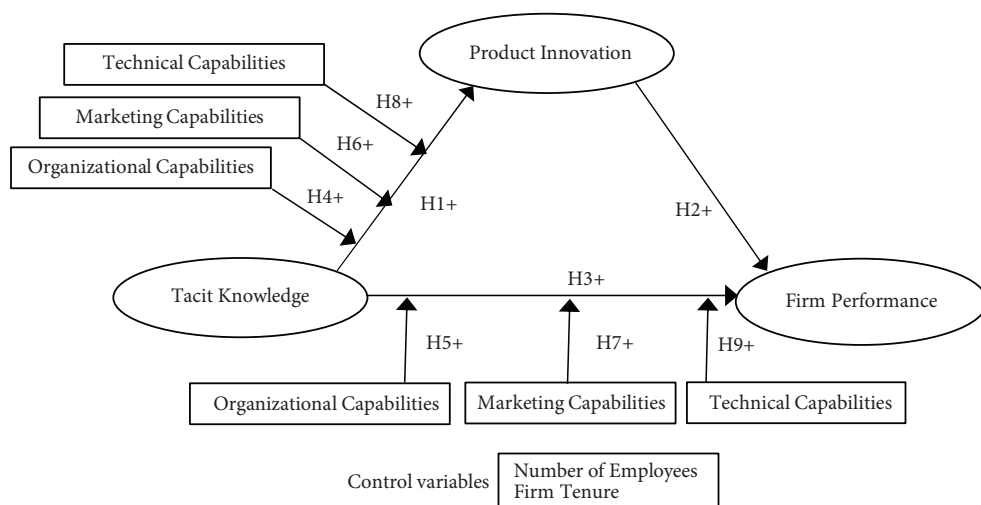 Product Innovation
Technical Capabilities
H8+
Marketing Capabilities
H6+
Organizational Capabilities
H4+
H1+
H2+
Tacit Knowledge
H3+
Firm Performance
H5+
H7+
H9+
Organizational Capabilities
Marketing Capabilities
Technical Capabilities
Control variables
Number of Employees
Firm Tenure